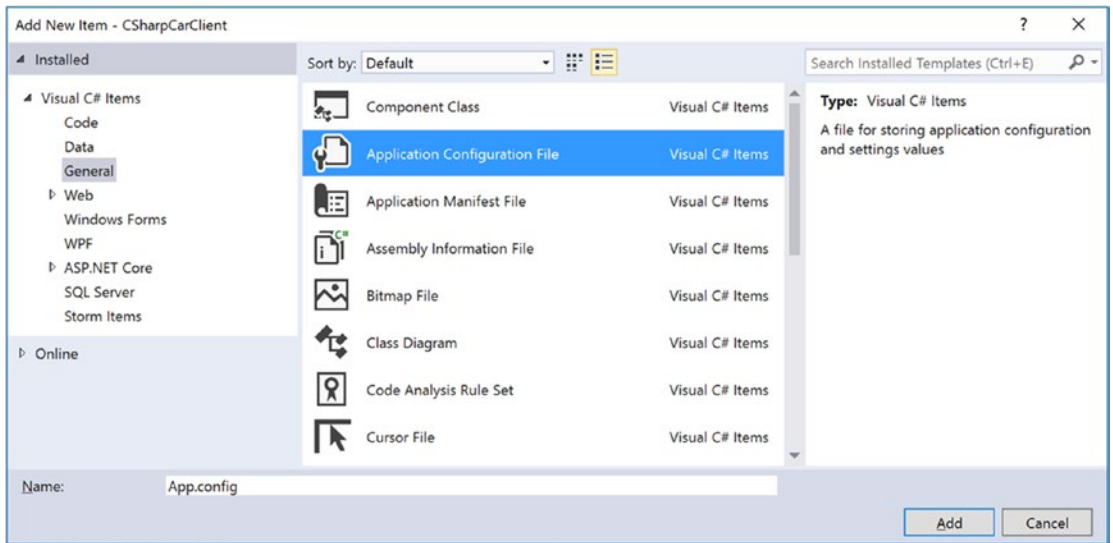 Add New Item - CSharpCarClient
? ×
Installed
Sort by: Default
Search Installed Templates (Ctrl+E)
Visual C# Items
Code
Data
General
Web
Windows Forms
WPF
ASP.NET Core
SQL Server
Storm Items
Online
Component Class Visual C# Items
Application Configuration File Visual C# Items
Application Manifest File Visual C# Items
C#
Assembly Information File Visual C# Items
Bitmap File Visual C# Items
Class Diagram Visual C# Items
Code Analysis Rule Set Visual C# Items
Cursor File Visual C# Items
Type: Visual C# Items
A file for storing application configuration
and settings values
Name: App.config
Add Cancel